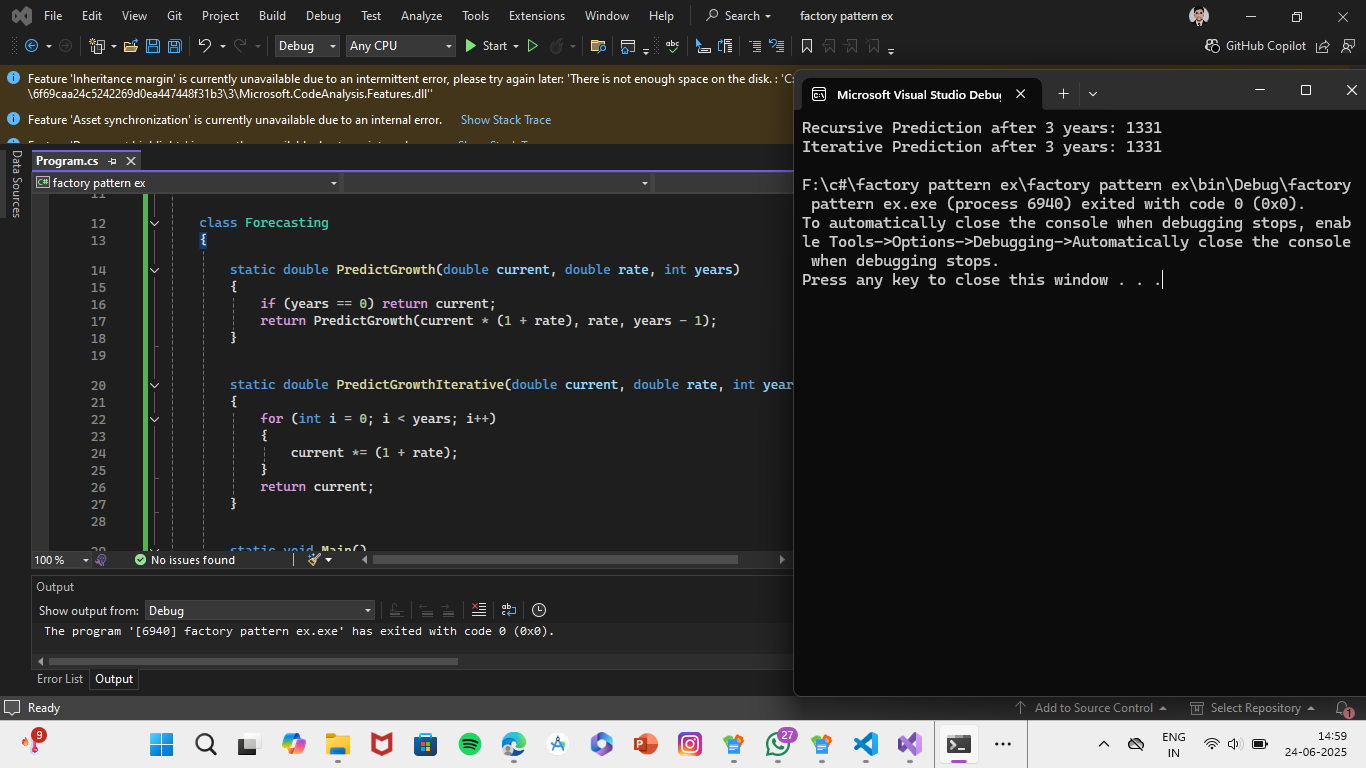 File Edit View Git Project Build Debug Test Analyze Tools Extensions Window Help Search factory pattern ex
Debug Any CPU Start GitHub Copilot
Feature 'Inheritance margin' is currently unavailable due to an intermittent error, please try again later: 'There is not enough space on the disk. : 'C:
\6f69caa24c5242269d0ea447448f31b3\3\Microsoft.CodeAnalysis.Features.dll''
Feature 'Asset synchronization' is currently unavailable due to an internal error. Show Stack Trace
Data Sources
Program.cs
C# factory pattern ex
11
12 class Forecasting
13 {
14 static double PredictGrowth(double current, double rate, int years)
15 {
16 if (years == 0) return current;
17 return PredictGrowth(current * (1 + rate), rate, years - 1);
18 }
19
20 static double PredictGrowthIterative(double current, double rate, int year
21 {
22 for (int i = 0; i < years; i++)
23 {
24 current *= (1 + rate);
25 }
26 return current;
27 }
28
29 static void Main()
100 % No issues found
Output
Show output from: Debug
The program '[6940] factory pattern ex.exe' has exited with code 0 (0x0).
Error List Output
Ready Add to Source Control Select Repository 1
Microsoft Visual Studio Debug
Recursive Prediction after 3 years: 1331
Iterative Prediction after 3 years: 1331
F:\c#\factory pattern ex\factory pattern ex\bin\Debug\factory
pattern ex.exe (process 6940) exited with code 0 (0x0).
To automatically close the console when debugging stops, enab
le Tools->Options->Debugging->Automatically close the console
when debugging stops.
Press any key to close this window . . .
9 27 ENG 14:59
IN 24-06-2025